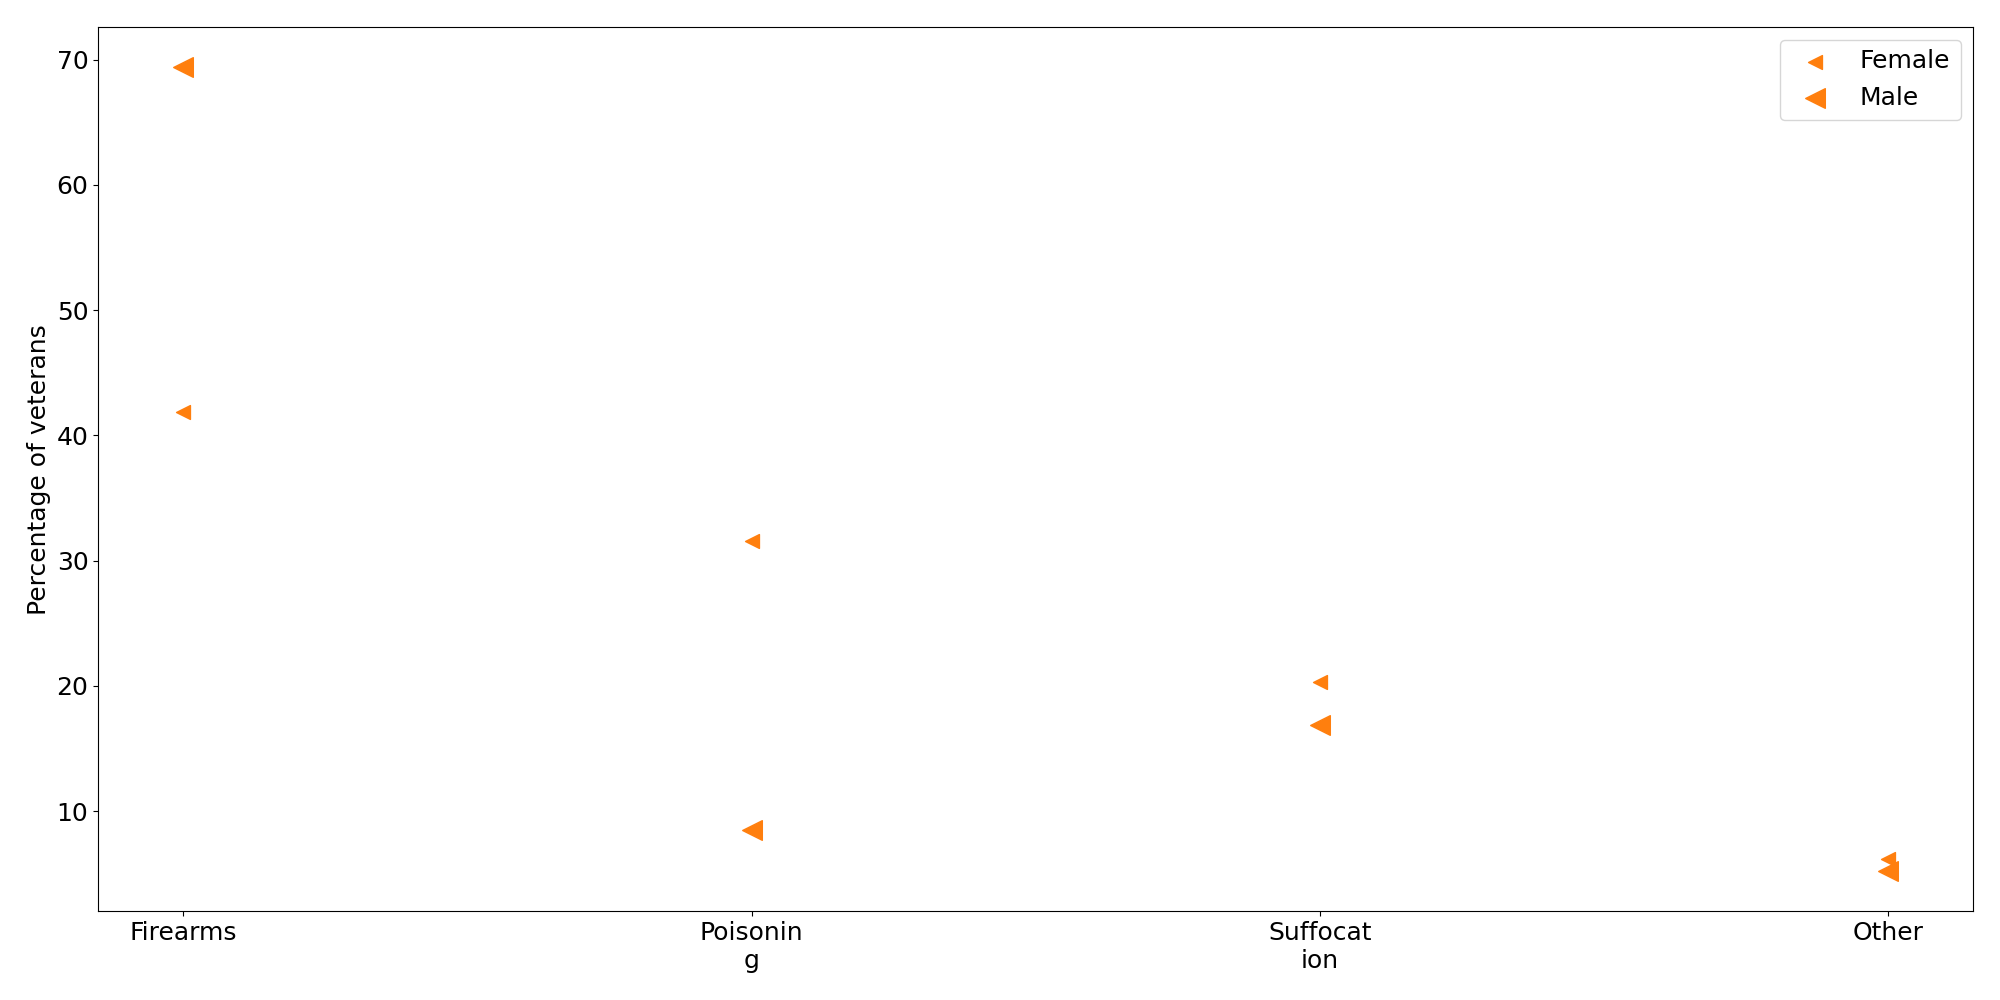 Percentage of veterans
70
60
50
40
30
20
10
Female
Male
Firearms
Poisonin
g
Suffocat
ion
Other